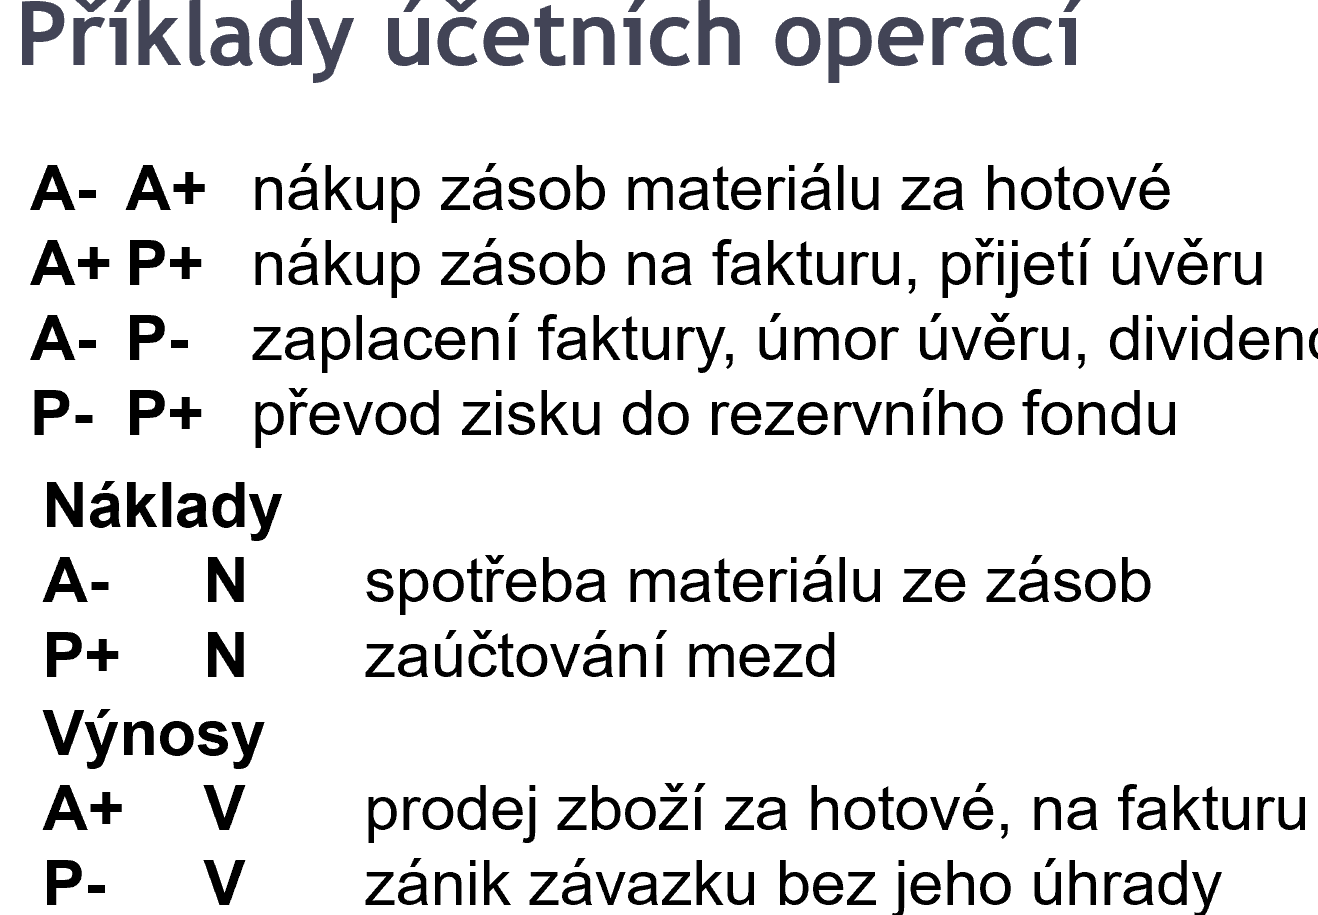 Příklady účetních operací
A- A+ nákup zásob materiálu za hotové
A+ P+ nákup zásob na fakturu, přijetí úvěru
A- P- zaplacení faktury, úmor úvěru,
P- P+ převod zisku do rezervního fondu
Náklady
A- N spotřeba materiálu ze zásob
P+ N zaúčtování mezd
Výnosy
A+ V prodej zboží za hotové, na fakturu
P- V zánik závazku bez jeho úhrady